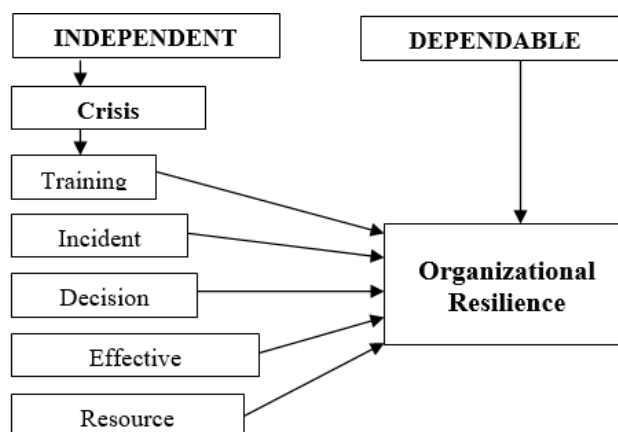 INDEPENDENT
DEPENDABLE
Crisis
Training
Incident
Decision
Effective
Resource
Organizational
Resilience